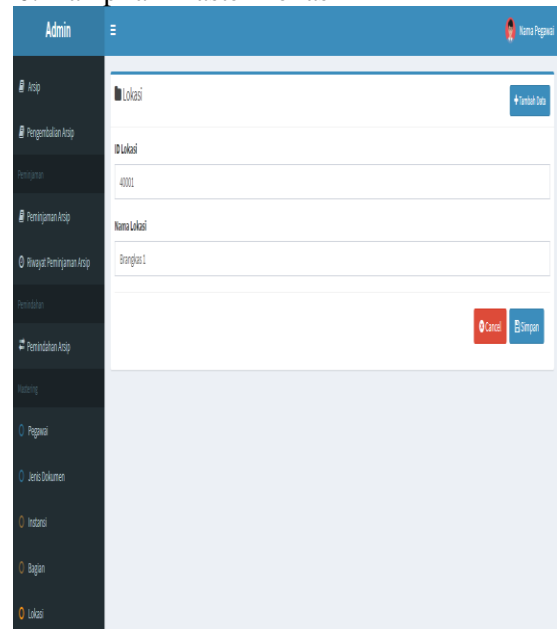 Admin
Nama Pegawai
Arsip
Pengembalian Arsip
Peminjaman
Peminjaman Arsip
Riwayat Peminjaman Arsip
Pemindahan
Pemindahan Arsip
Mastering
Pegawai
Jenis Dokumen
Instansi
Bagian
Lokasi
Lokasi
Tambah Data
ID Lokasi
40001
Nama Lokasi
Brangkas 1
Cancel
Simpan